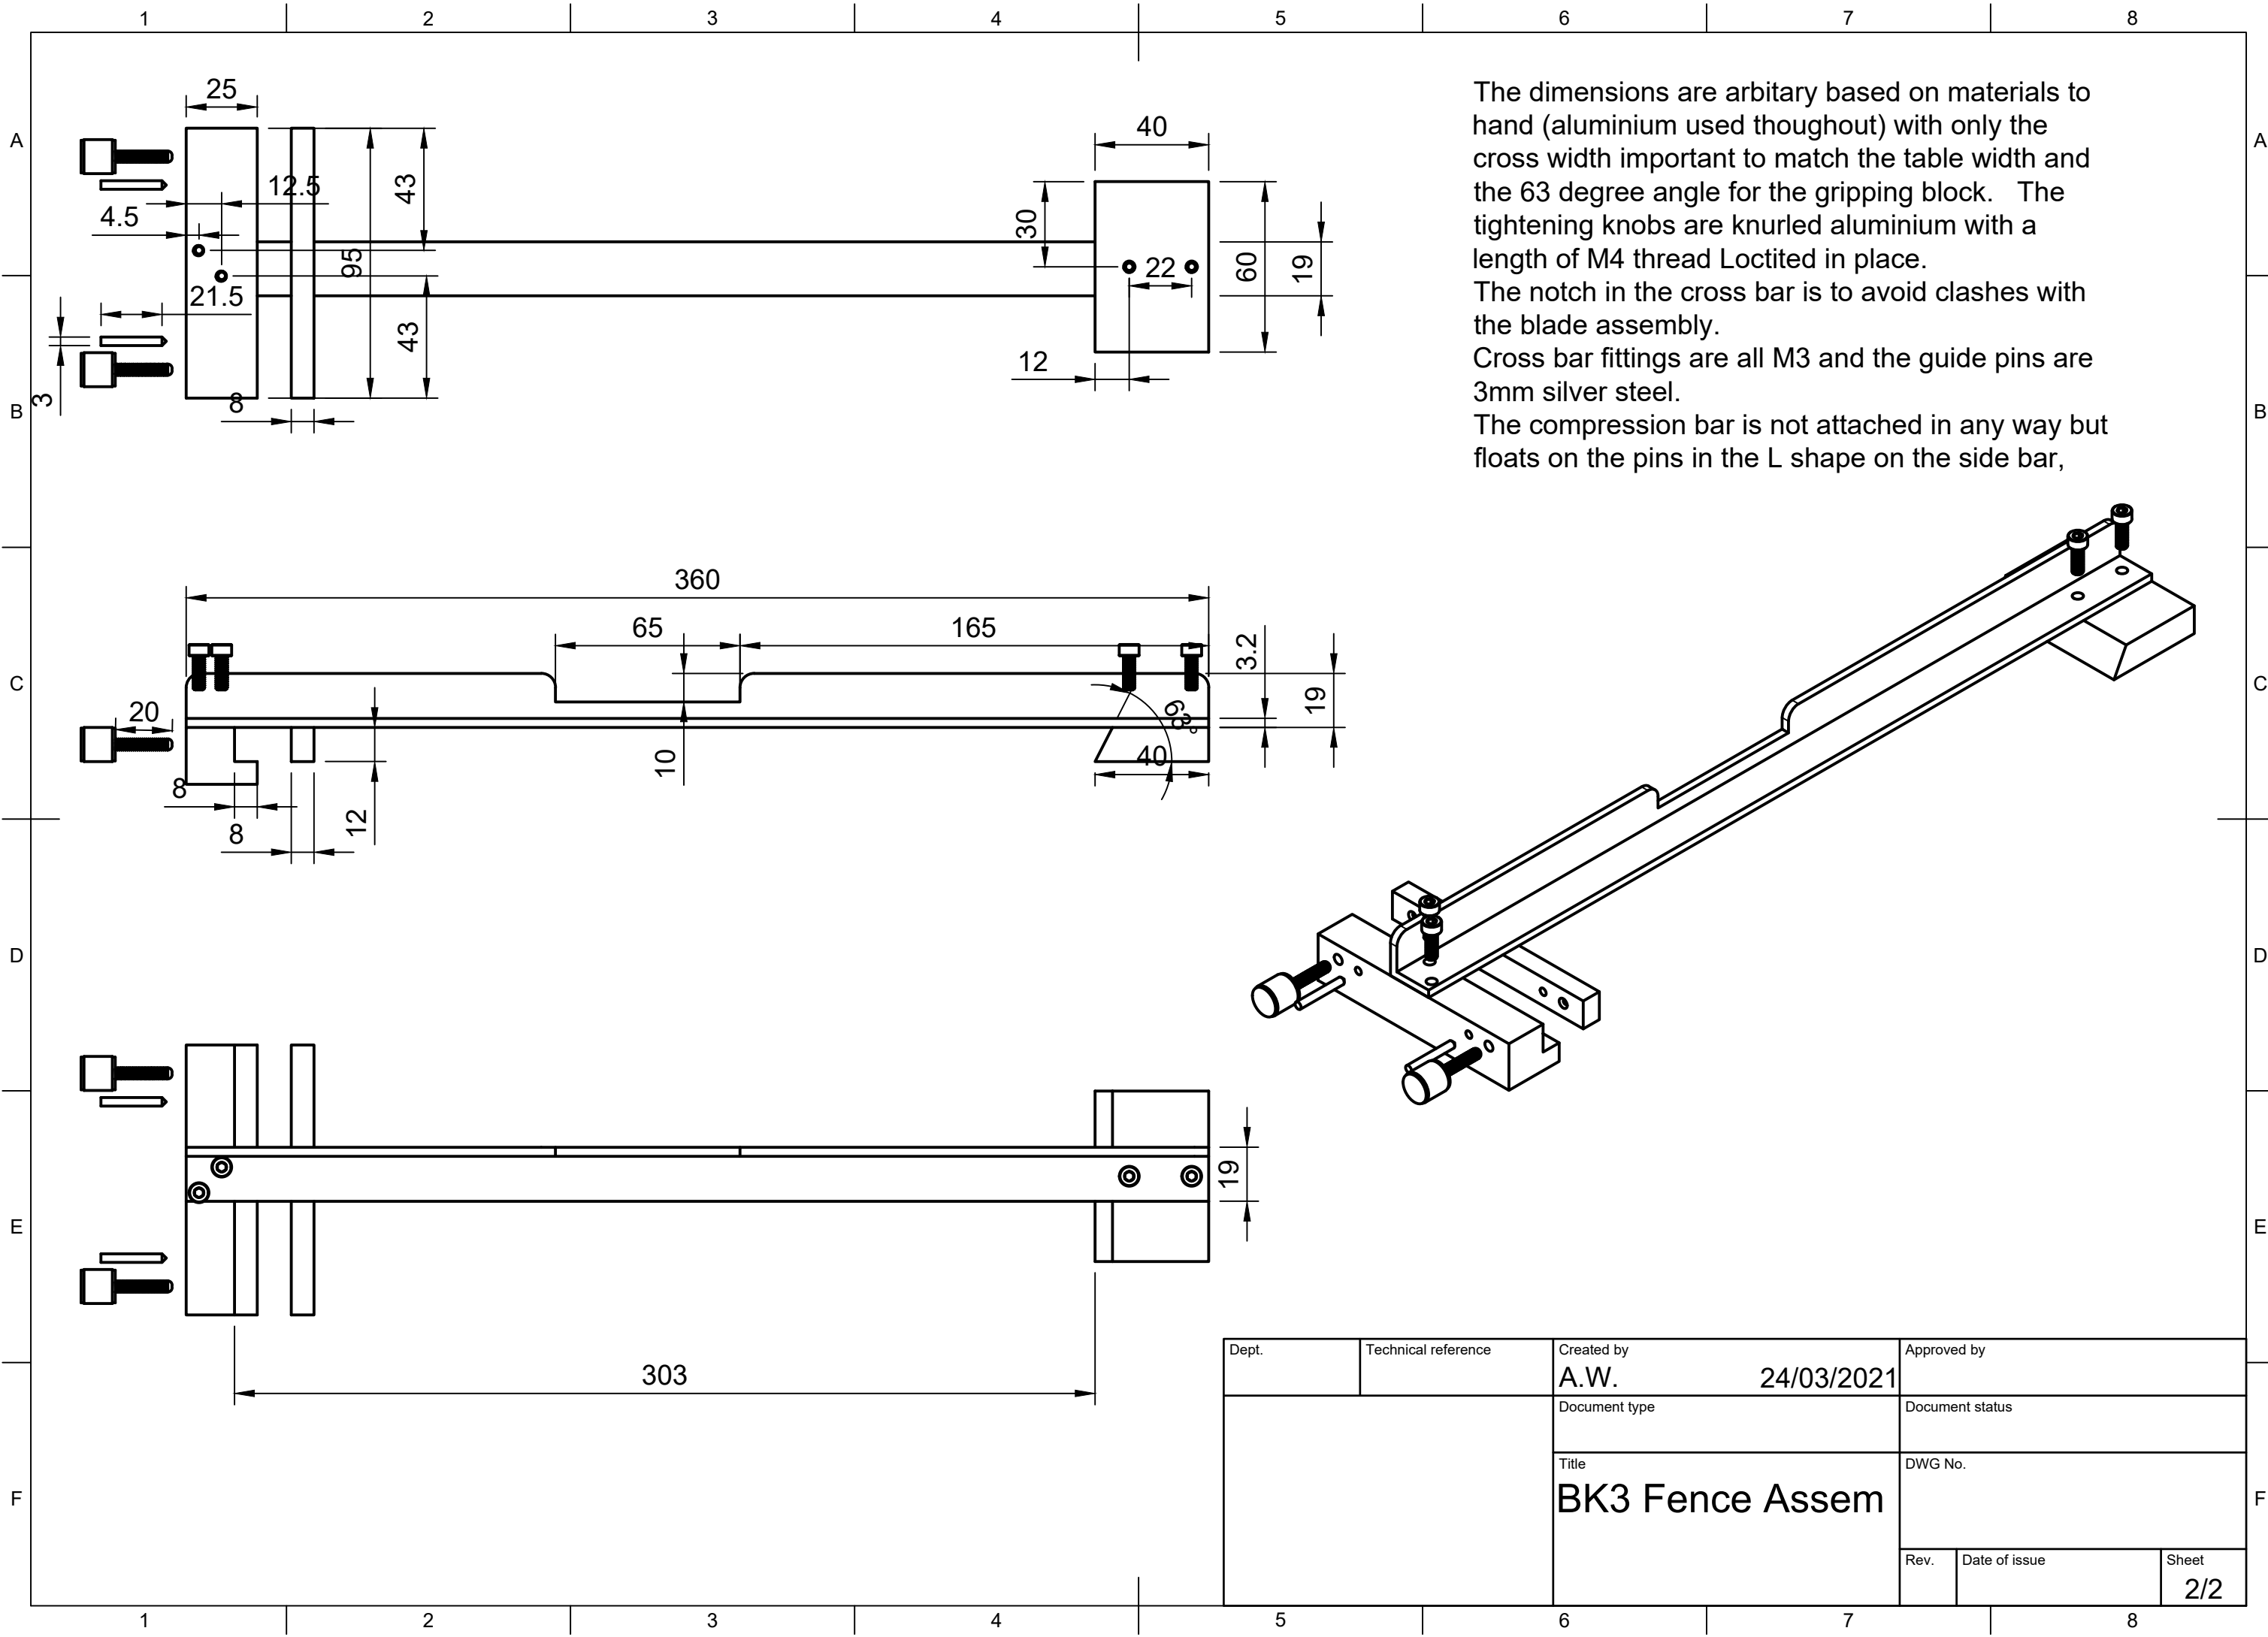 1 2 3 4 5 6 7 8
A A
B B
C C
D D
E E
F F
25
12.5
4.5
43
95
21.5
43
3
8
40
30
22
60
19
12
The dimensions are arbitary based on materials to
hand (aluminium used thoughout) with only the
cross width important to match the table width and
the 63 degree angle for the gripping block. The
tightening knobs are knurled aluminium with a
length of M4 thread Loctited in place.
The notch in the cross bar is to avoid clashes with
the blade assembly.
Cross bar fittings are all M3 and the guide pins are
3mm silver steel.
The compression bar is not attached in any way but
floats on the pins in the L shape on the side bar,
360
65
165
3.2
19
20
63°
10
40
8
8
12
19
303
Dept.
Technical reference
Created by
A.W. 24/03/2021
Approved by
Document type
Document status
Title
BK3 Fence Assem
DWG No.
Rev.
Date of issue
Sheet
2/2
1 2 3 4 5 6 7 8